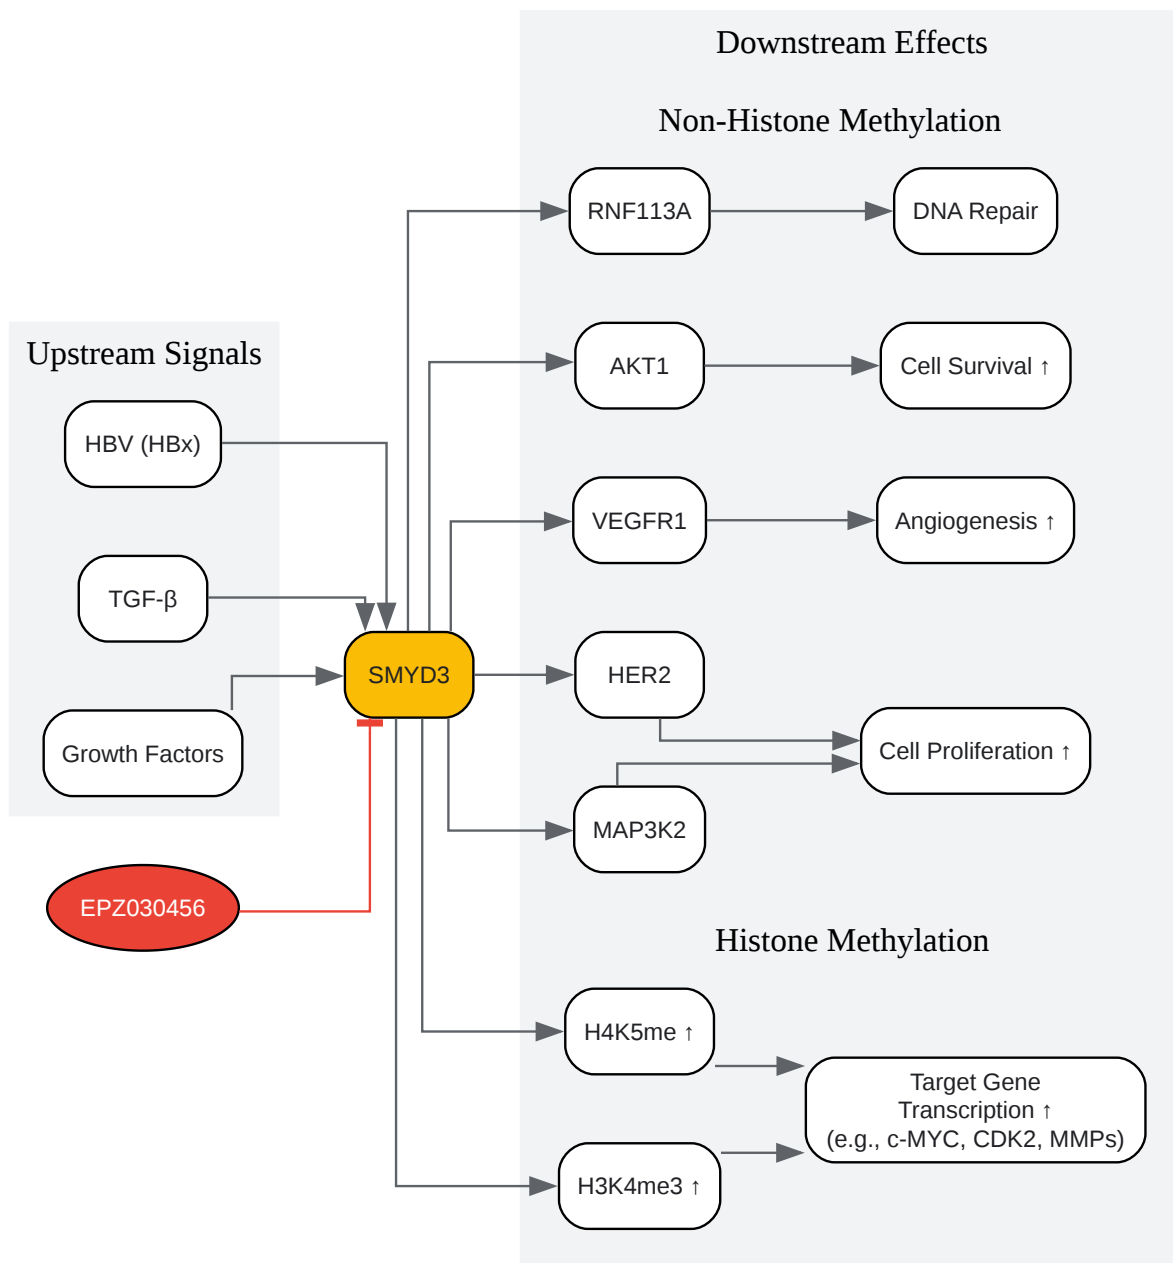 Downstream Effects
Non-Histone Methylation
RNF113A
DNA Repair
AKT1
Cell Survival ↑
Upstream Signals
HBV (HBx)
VEGFR1
Angiogenesis ↑
TGF-β
SMYD3
HER2
Growth Factors
Cell Proliferation ↑
MAP3K2
EPZ030456
Histone Methylation
H4K5me ↑
Target Gene
Transcription ↑
(e.g., c-MYC, CDK2, MMPs)
H3K4me3 ↑